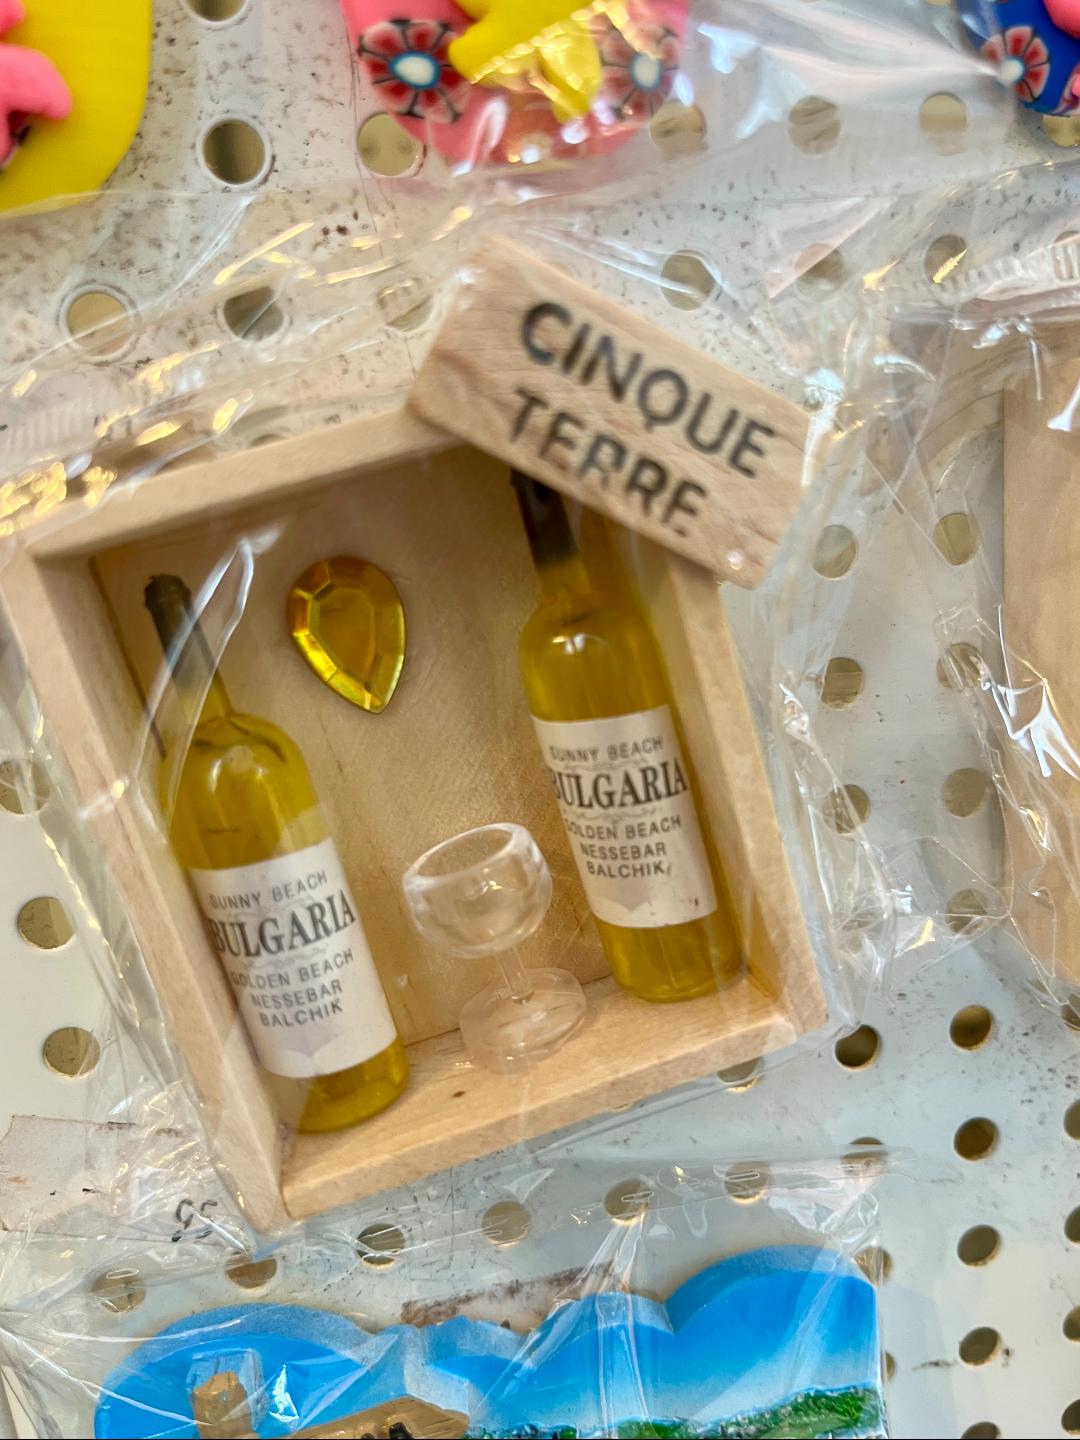 CINQUE
TERRE
SUNNY BEACH
BULGARIA
GOLDEN BEACH
NESSEBAR
BALCHIK
SUNNY BEACH
BULGARIA
GOLDEN BEACH
NESSEBAR
BALCHIK